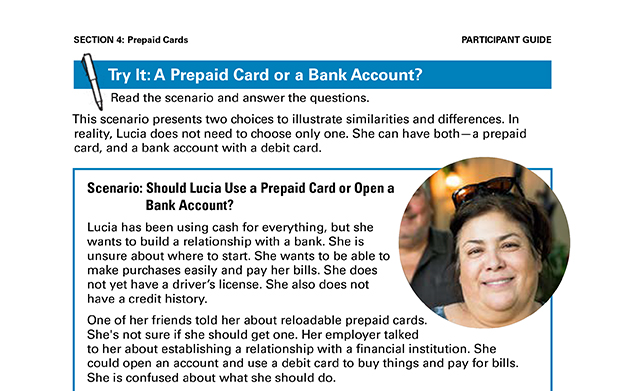 SECTION 4: Prepaid Cards
PARTICIPANT GUIDE
Try It: A Prepaid Card or a Bank Account?
Read the scenario and answer the questions.
This scenario presents two choices to illustrate similarities and differences. In
reality, Lucia does not need to choose only one. She can have both—a prepaid
card, and a bank account with a debit card.
Scenario: Should Lucia Use a Prepaid Card or Open a
Bank Account?
Lucia has been using cash for everything, but she
wants to build a relationship with a bank. She is
unsure about where to start. She wants to be able to
make purchases easily and pay her bills. She does
not yet have a driver’s license. She also does not
have a credit history.
One of her friends told her about reloadable prepaid cards.
She's not sure if she should get one. Her employer talked
to her about establishing a relationship with a financial institution. She
could open an account and use a debit card to buy things and pay for bills.
She is confused about what she should do.